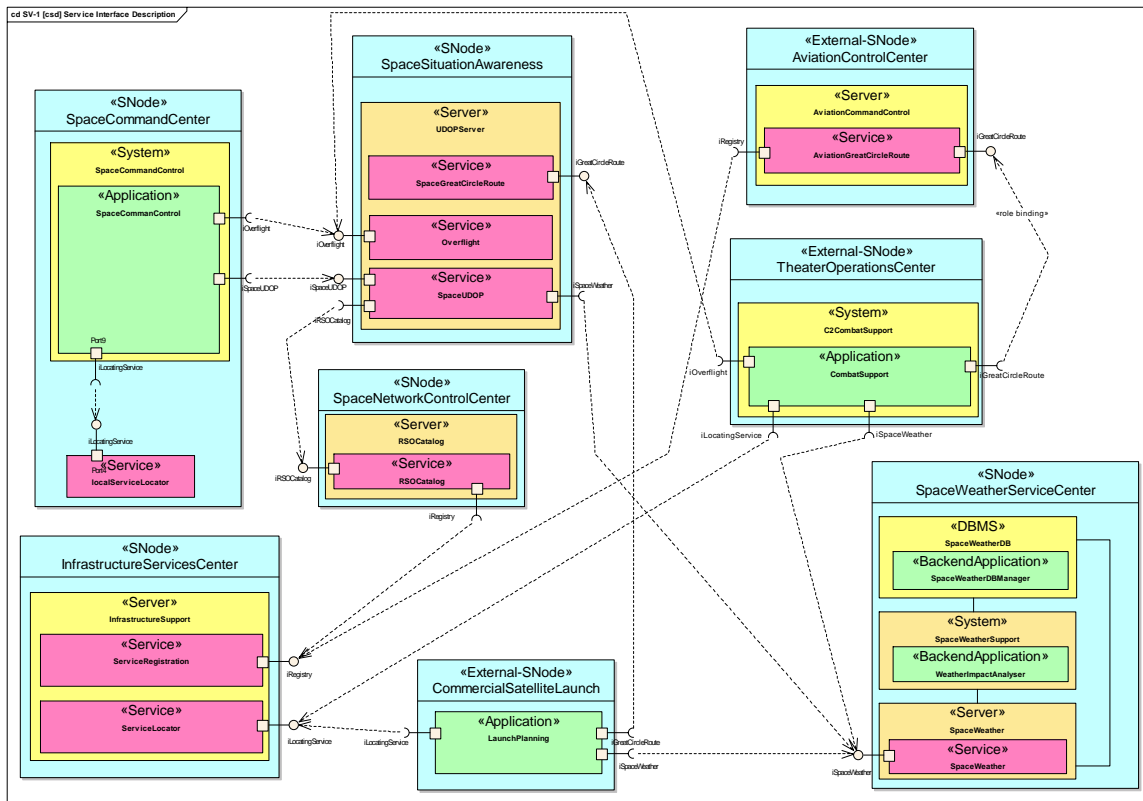 cd SV-1 [csd] Service Interface Description
«SNode»
SpaceCommandCenter
«System»
SpaceCommandControl
«Application»
SpaceCommanControl
iOverflight
iSpaceUDOP
Port9
iLocatingService
iLocatingService
Port4
«Service»
localServiceLocator
«SNode»
SpaceSituationAwareness
«Server»
UDOPServer
«Service»
SpaceGreatCircleRoute
iGreatCircleRoute
«Service»
Overflight
iOverflight
«Service»
SpaceUDOP
iSpaceUDOP
iSpaceWeather
iRSOCatalog
«External-SNode»
AviationControlCenter
«Server»
AviationCommandControl
«Service»
AviationGreatCircleRoute
iRegistry
iGreatCircleRoute
«role binding»
«External-SNode»
TheaterOperationsCenter
«System»
C2CombatSupport
«Application»
CombatSupport
iOverflight
iGreatCircleRoute
iLocatingService
iSpaceWeather
«SNode»
SpaceNetworkControlCenter
«Server»
RSOCatalog
«Service»
RSOCatalog
iRSOCatalog
iRegistry
«SNode»
SpaceWeatherServiceCenter
«DBMS»
SpaceWeatherDB
«BackendApplication»
SpaceWeatherDBManager
«System»
SpaceWeatherSupport
«BackendApplication»
WeatherImpactAnalyser
«Server»
SpaceWeather
«Service»
SpaceWeather
iSpaceWeather
«SNode»
InfrastructureServicesCenter
«Server»
InfrastructureSupport
«Service»
ServiceRegistration
iRegistry
«Service»
ServiceLocator
iLocatingService
«External-SNode»
CommercialSatelliteLaunch
«Application»
LaunchPlanning
iLocatingService
iGreatCircleRoute
iSpaceWeather